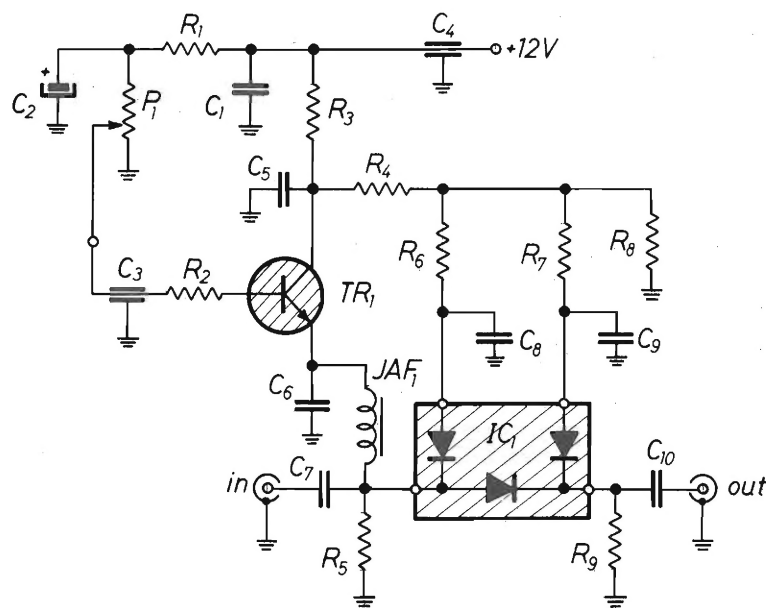 R₁
C₄
+12V
+
C₂
P₁
C₁
R₃
C₅
R₄
R₆
R₇
R₈
C₃
R₂
TR₁
C₈
C₉
JAF₁
C₆
IC₁
in
C₇
C₁₀
out
R₅
R₉